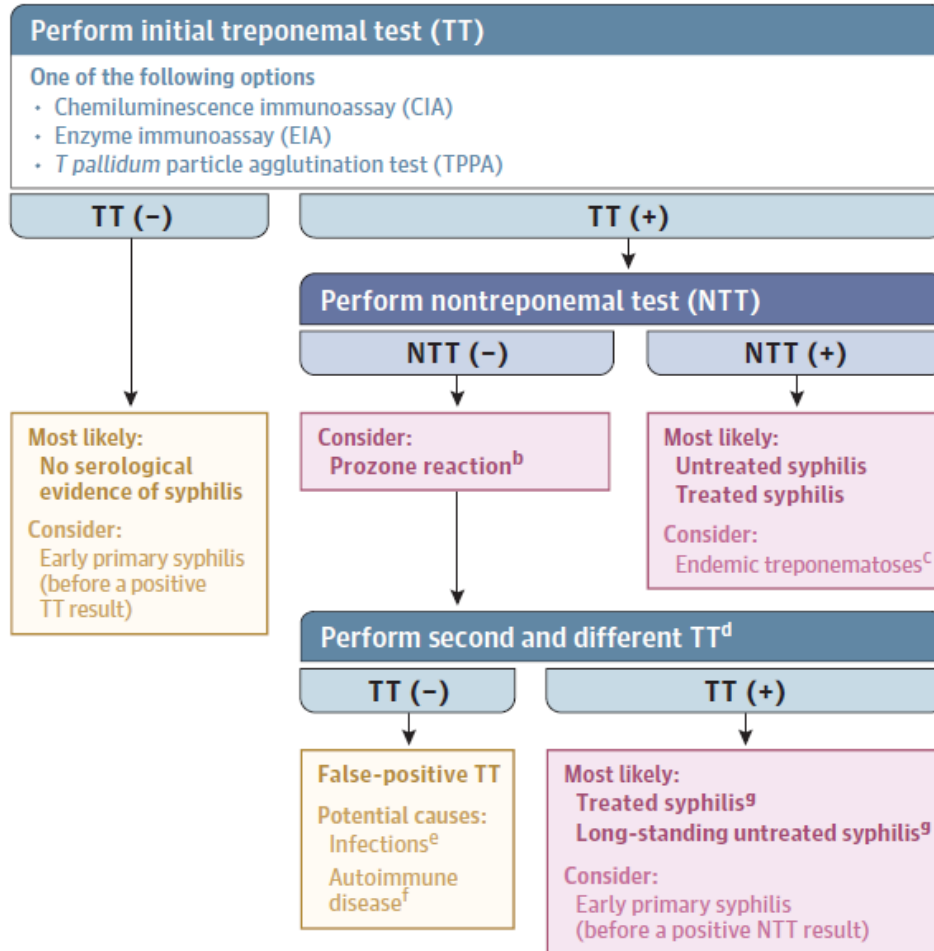 Perform initial treponemal test (TT)
One of the following options
• Chemiluminescence immunoassay (CIA)
• Enzyme immunoassay (EIA)
• T pallidum particle agglutination test (TPPA)
TT (−)
TT (+)
Perform nontreponemal test (NTT)
NTT (−)
NTT (+)
Most likely:
No serological
evidence of syphilis
Consider:
Early primary syphilis
(before a positive
TT result)
Consider:
Prozone reactionᵇ
Most likely:
Untreated syphilis
Treated syphilis
Consider:
Endemic treponematosesᶜ
Perform second and different TTᵈ
TT (−)
TT (+)
False-positive TT
Potential causes:
Infectionsᵉ
Autoimmune
diseaseᶠ
Most likely:
Treated syphilisᵍ
Long-standing untreated syphilisᵍ
Consider:
Early primary syphilis
(before a positive NTT result)